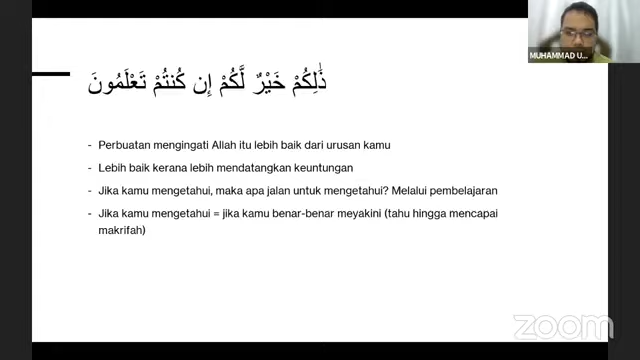 MUHAMMAD U...
ذَٰلِكُمْ خَيْرٌ لَّكُمْ إِن كُنتُمْ تَعْلَمُونَ
- Perbuatan mengingati Allah itu lebih baik dari urusan kamu
- Lebih baik kerana lebih mendatangkan keuntungan
- Jika kamu mengetahui, maka apa jalan untuk mengetahui? Melalui pembelajaran
- Jika kamu mengetahui = jika kamu benar-benar meyakini (tahu hingga mencapai
makrifah)
zoom